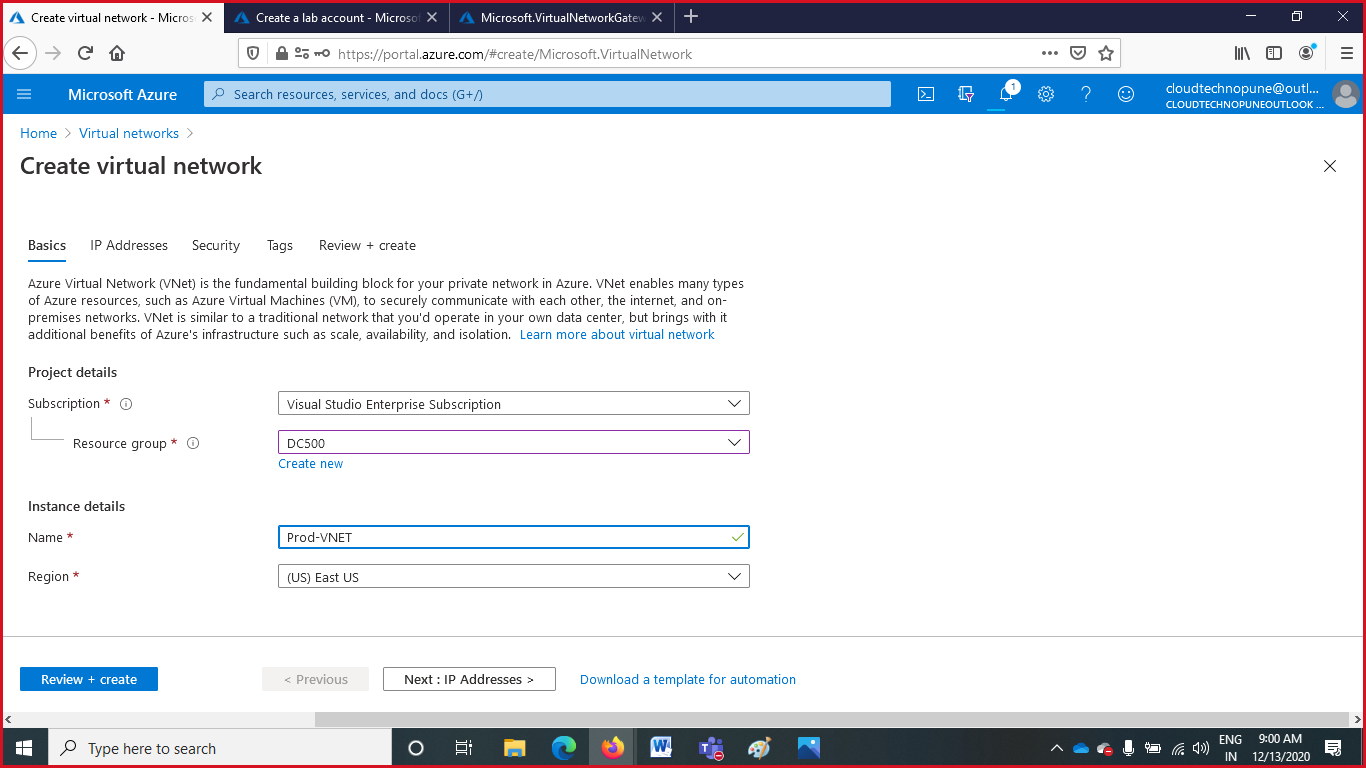 Create virtual network - Micros
Create a lab account - Microsof
Microsoft.VirtualNetworkGatew
https://portal.azure.com/#create/Microsoft.VirtualNetwork
Microsoft Azure
Search resources, services, and docs (G+/)
1
cloudtechnopune@outl...
CLOUDTECHNOPUNEOUTLOOK ...
Home > Virtual networks >
Create virtual network
Basics IP Addresses Security Tags Review + create
Azure Virtual Network (VNet) is the fundamental building block for your private network in Azure. VNet enables many types
of Azure resources, such as Azure Virtual Machines (VM), to securely communicate with each other, the internet, and on-
premises networks. VNet is similar to a traditional network that you'd operate in your own data center, but brings with it
additional benefits of Azure's infrastructure such as scale, availability, and isolation. Learn more about virtual network
Project details
Subscription * Visual Studio Enterprise Subscription
Resource group * DC500
Create new
Instance details
Name * Prod-VNET
Region * (US) East US
Review + create < Previous Next : IP Addresses > Download a template for automation
Type here to search
ENG
IN
9:00 AM
12/13/2020